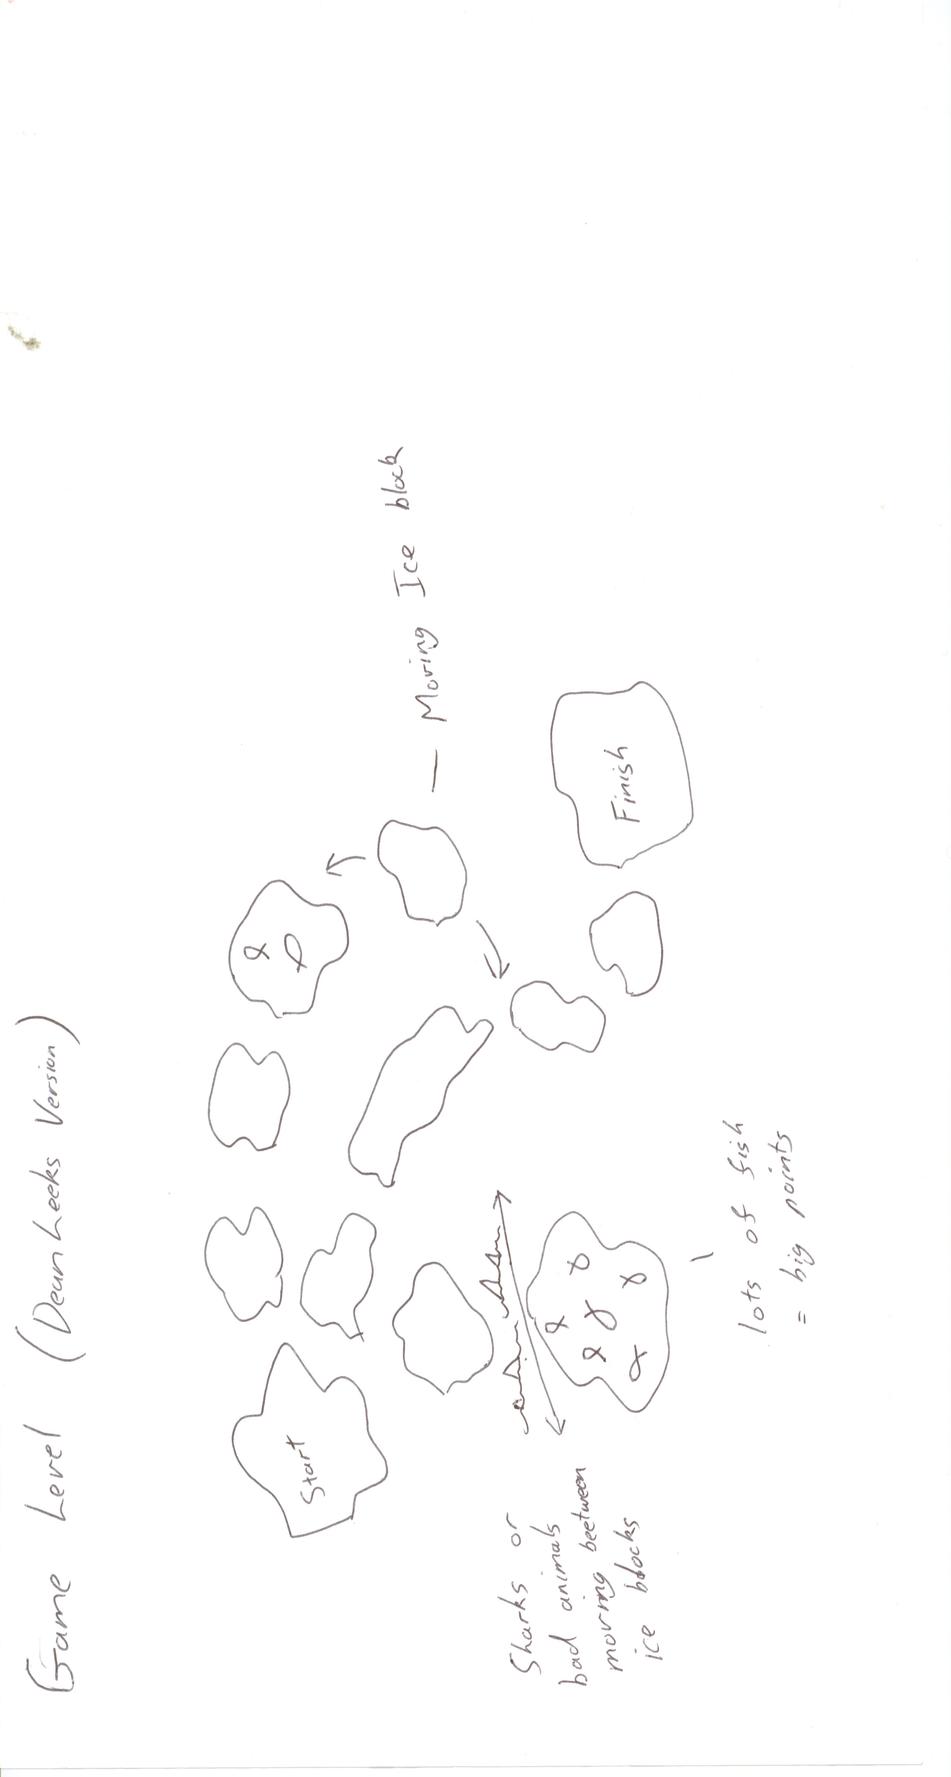 Game Level (Dean Leeks Version)
Start
Moving Ice block
Finish
Sharks or
bad animals
moving beetween
ice blocks
lots of fish
= big points